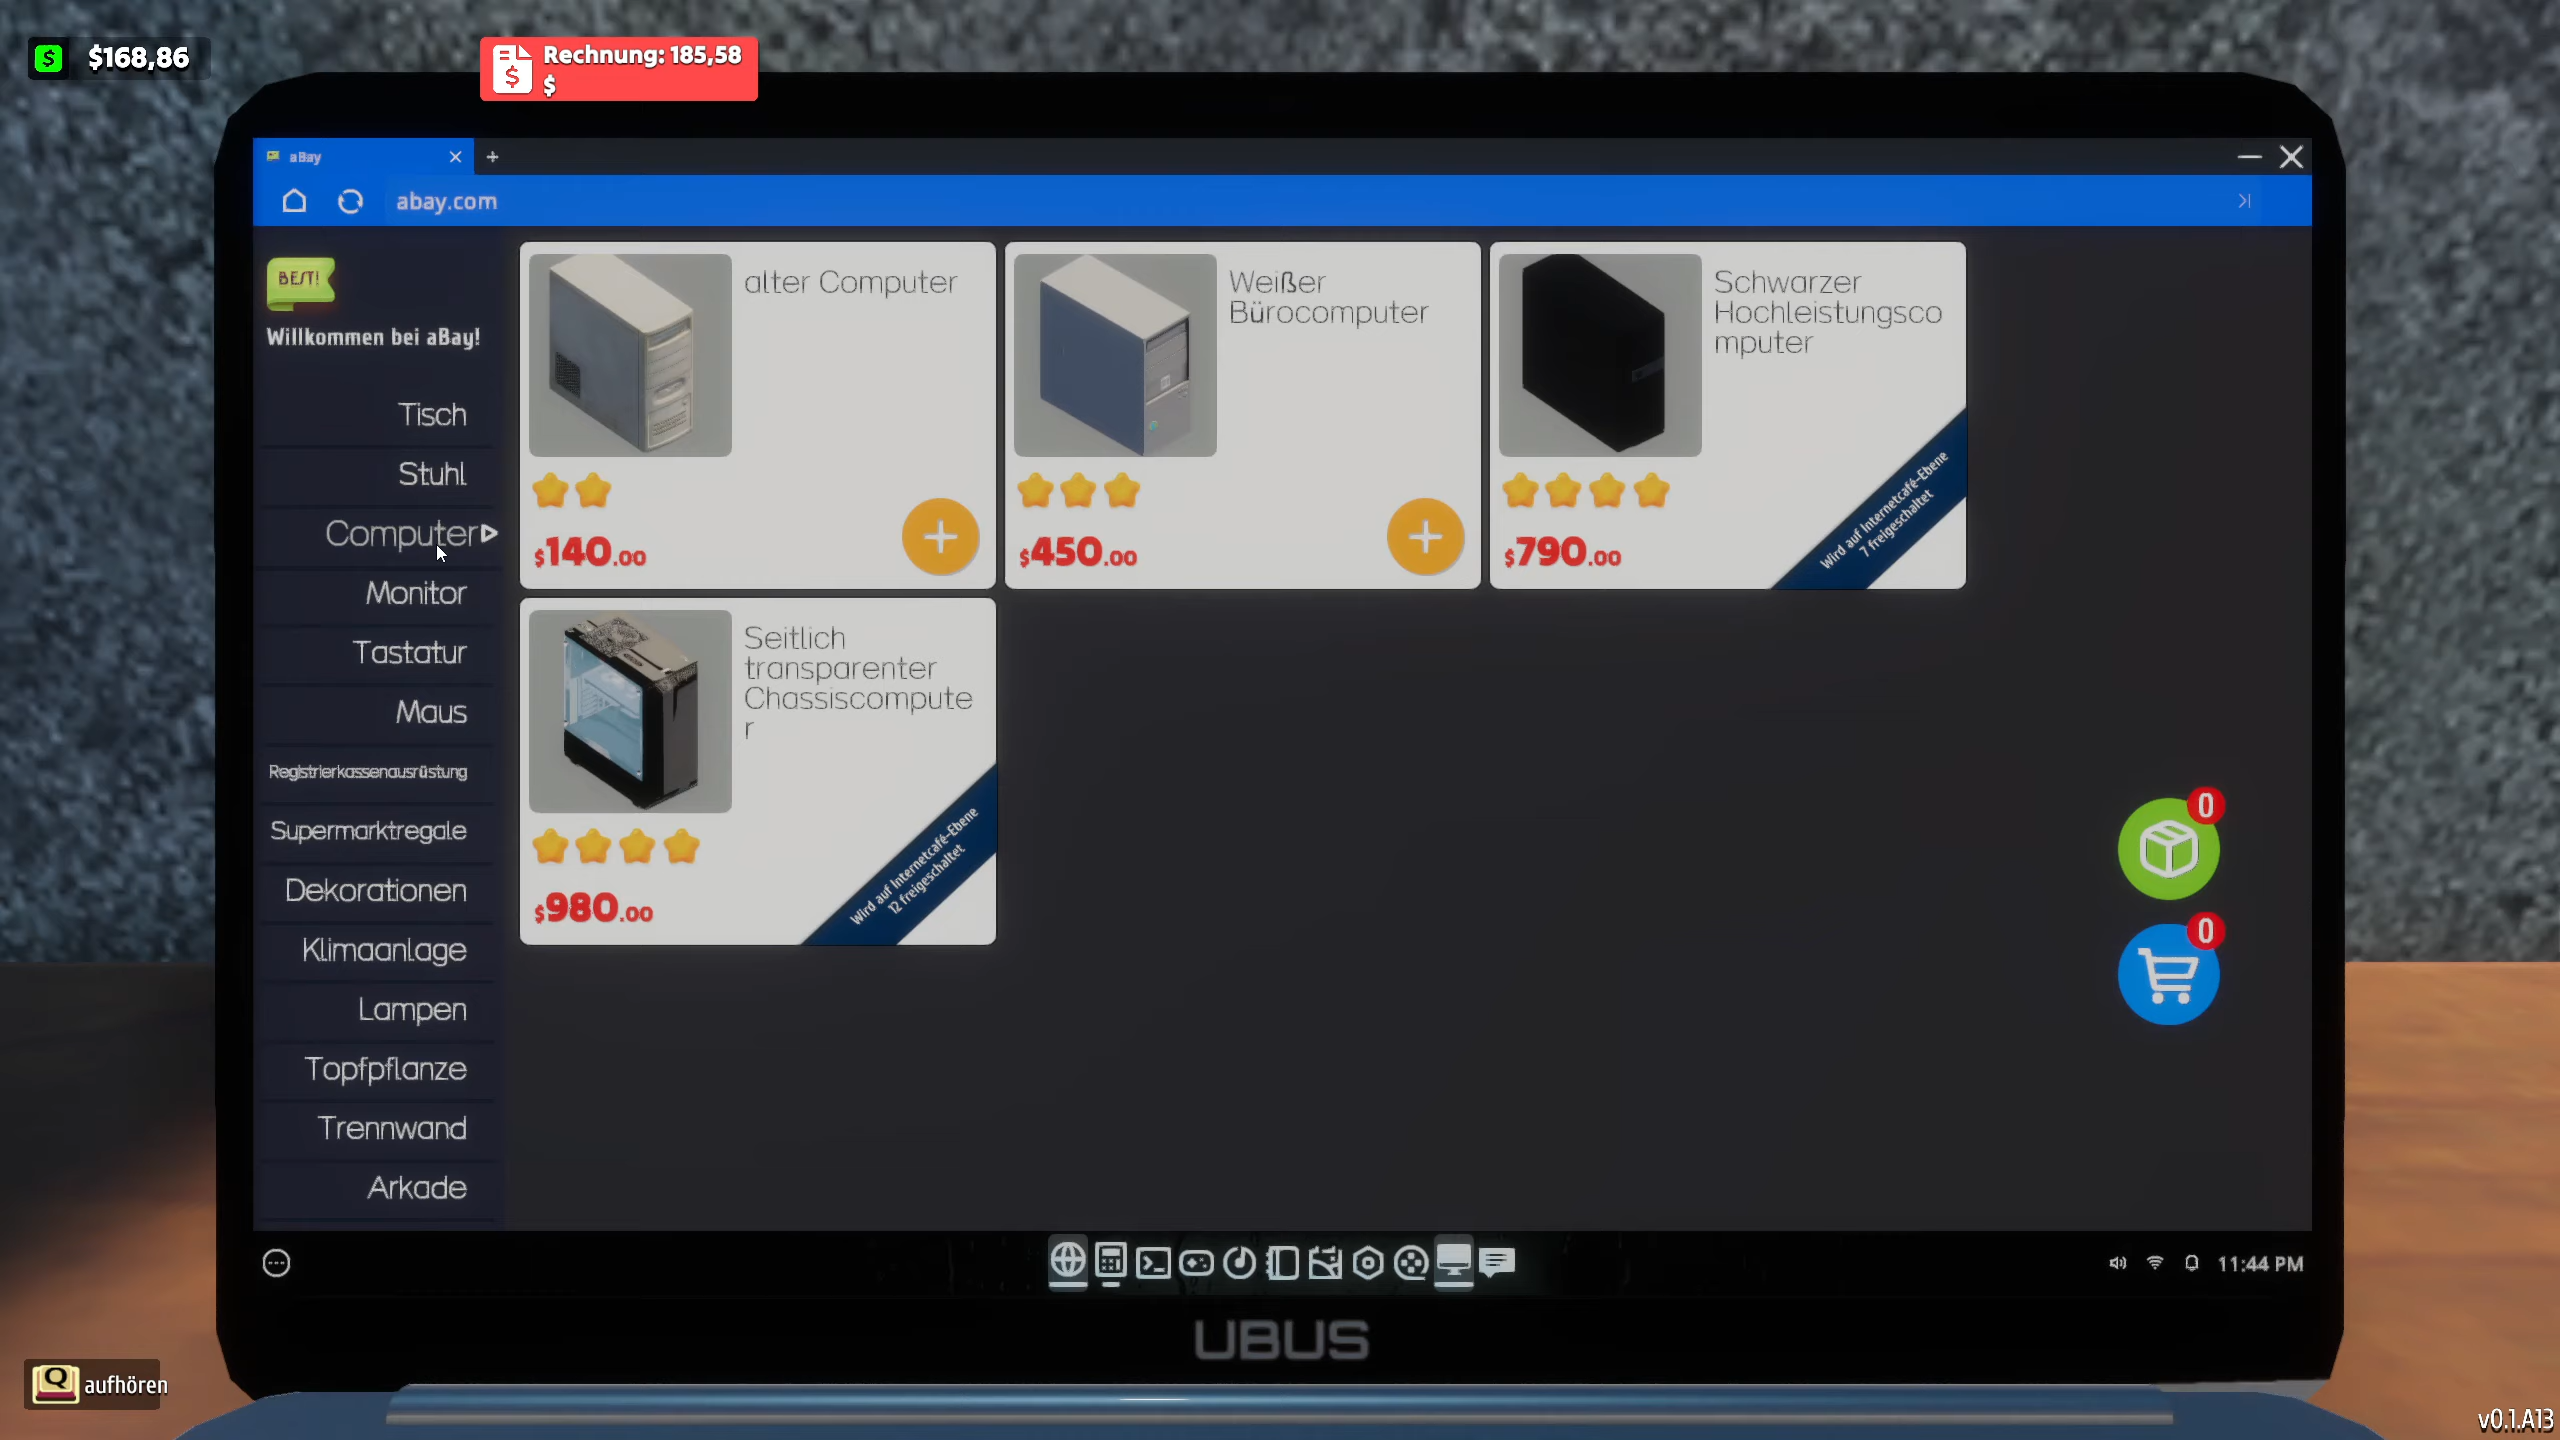 $168,86
Rechnung: 185,58
$
aBay
abay.com
BEST!
Willkommen bei aBay!
Tisch
Stuhl
Computer
Monitor
Tastatur
Maus
Registrierkassenausrüstung
Supermarktregale
Dekorationen
Klimaanlage
Lampen
Topfpflanze
Trennwand
Arkade
alter Computer
$140.00
Weißer
Bürocomputer
$450.00
Schwarzer
Hochleistungsco
mputer
$790.00
Wird auf Internetcafé-Ebene
7 freigeschaltet
Seitlich
transparenter
Chassiscompute
r
$980.00
Wird auf Internetcafé-Ebene
12 freigeschaltet
0
0
11:44 PM
UBUS
Q aufhören
v0.1.A13